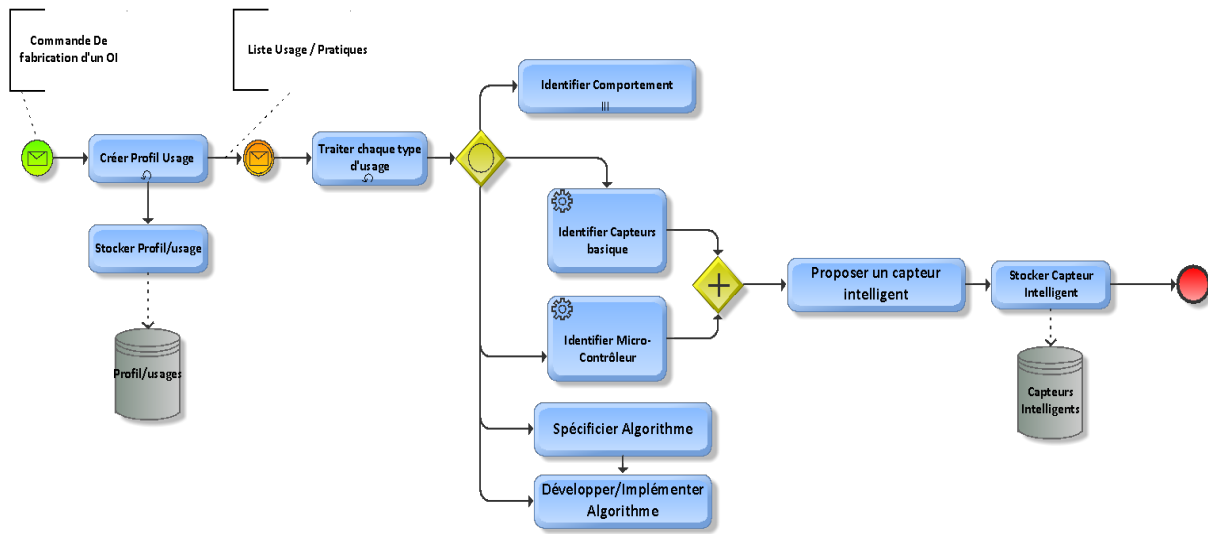 Commande De
fabrication d'un OI
Liste Usage / Pratiques
Identifier Comportement
Créer Profil Usage
Traiter chaque type
d'usage
Stocker Profil/usage
Identifier Capteurs
basique
Proposer un capteur
intelligent
Stocker Capteur
Intelligent
Identifier Micro-
Contrôleur
Profil/usages
Capteurs
Intelligents
Spécificier Algorithme
Développer/Implémenter
Algorithme